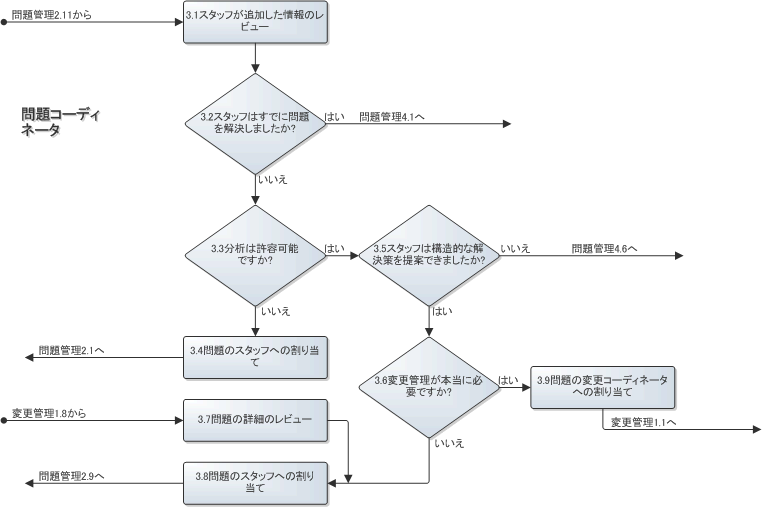 問題管理2.11から
3.1スタッフが追加した情報のレ
ビュー
問題コーディ
ネータ
3.2スタッフはすでに問題
を解決しましたか?
はい
問題管理4.1へ
いいえ
3.3分析は許容可能
ですか?
はい
3.5スタッフは構造的な解
決策を提案できましたか?
いいえ
問題管理4.6へ
いいえ
はい
問題管理2.1へ
3.4問題のスタッフへの割り当
て
3.6変更管理が本当に必
要ですか?
はい
3.9問題の変更コーディネータ
への割り当て
変更管理1.1へ
変更管理1.8から
3.7問題の詳細のレビュー
いいえ
問題管理2.9へ
3.8問題のスタッフへの割り
当て